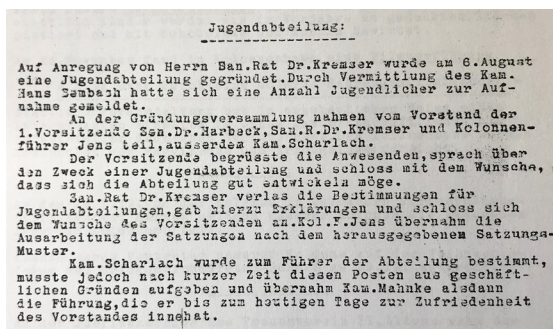 Jugendabteilung:
Auf Anregung von Herrn San.Rat Dr.Kremser wurde am 6.August
eine Jugendabteilung gegründet.Durch Vermittlung des Kam.
Hans Sembach hatte sich eine Anzahl Jugendlicher zur Auf-
nahme gemeldet.
An der Gründungsversammlung nahmen vom Vorstand der
1.Vorsitzende Sen.Dr.Harbeck,San.R.Dr.Kremser und Kolonnen-
führer Jens teil,ausserdem Kam.Scharlach.
Der Vorsitzende begrüsste die Anwesenden,sprach über
den Zweck einer Jugendabteilung und schloss mit dem Wunsche,
dass sich die Abteilung gut entwickeln möge.
San.Rat Dr.Kremser verlas die Bestimmungen für
Jugendabteilungen,gab hierzu Erklärungen und schloss sich
dem Wunsche des Vorsitzenden an.Kol.F.Jens übernahm die
Ausarbeitung der Satzungen nach dem herausgegebenem Satzungs-
Muster.
Kam.Scharlach wurde zum Führer der Abteilung bestimmt,
musste jedoch nach kurzer Zeit diesen Posten aus geschäft-
lichen Gründen aufgeben und übernahm Kam.Mahnke alsdann
die Führung,die er bis zum heutigen Tage zur Zufriedenheit
des Vorstandes innehat.